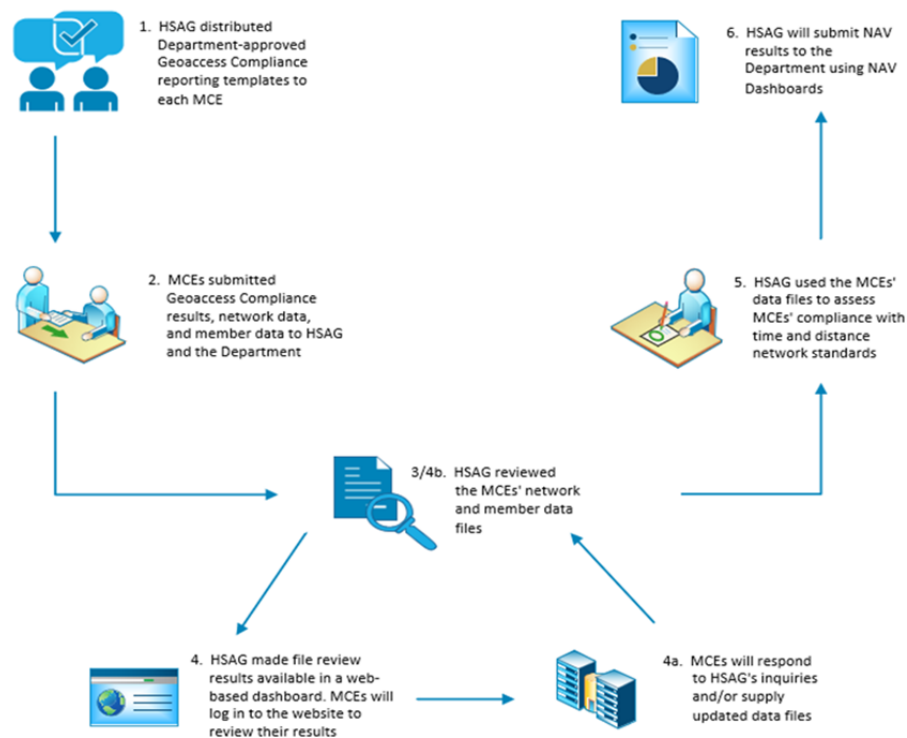 1. HSAG distributed
Department-approved
Geoaccess Compliance
reporting templates to
each MCE
2. MCEs submitted
Geoaccess Compliance
results, network data,
and member data to HSAG
and the Department
3/4b. HSAG reviewed
the MCEs' network
and member data
files
4. HSAG made file review
results available in a web-
based dashboard. MCEs will
log in to the website to
review their results
4a. MCEs will respond
to HSAG's inquiries
and/or supply
updated data files
5. HSAG used the MCEs'
data files to assess
MCEs' compliance with
time and distance
network standards
6. HSAG will submit NAV
results to the
Department using NAV
Dashboards